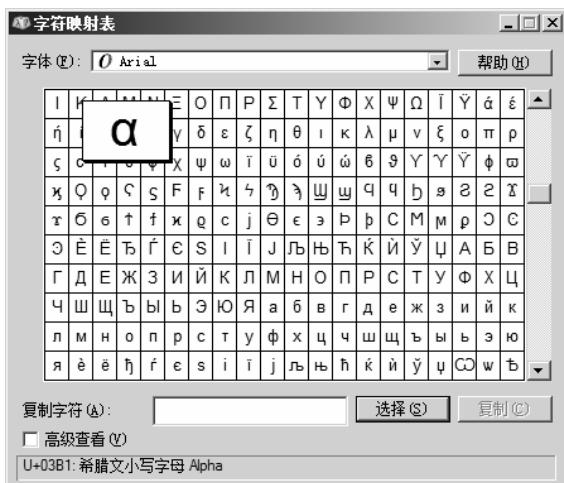 字符映射表
字体(F): O Arial 帮助(H)
Ι Ξ Ο Π Ρ Σ Τ Υ Φ Χ Ψ Ω Ϊ Ϋ ά έ
ή α γ δ ε ζ η θ ι κ λ μ ν ξ ο π ρ
ς χ ψ ω ϊ ϋ ό ύ ώ ϐ ϑ ϒ ϓ ϔ ϕ ϖ
ϗ Ϙ ϙ Ϛ ϛ Ϝ ϝ Ϟ ϟ Ϡ ϡ Ϣ ϣ Ϥ ϥ Ϧ ϧ Ϩ ϩ Ϫ
ϫ Ϭ ϭ Ϯ ϯ ϰ ϱ ϲ ϳ ϴ ϵ ϶ Ϸ ϸ Ϲ Ϻ ϻ ϼ Ͻ Ͼ
Ͽ Ѐ Ё Ђ Ѓ Є Ѕ І Ї Ј Љ Њ Ћ Ќ Ѝ Ў Џ А Б В
Г Д Е Ж З И Й К Л М Н О П Р С Т У Ф Х Ц
Ч Ш Щ Ъ Ы Ь Э Ю Я а б в г д е ж з и й к
л м н о п р с т у ф х ц ч ш щ ъ ы ь э ю
я ѐ ё ђ ѓ є ѕ і ї ј љ њ ћ ќ ѝ ў џ Ѡ ѡ Ѣ
复制字符(A): 选择(S) 复制(C)
高级查看(V)
U+03B1: 希腊文小写字母 Alpha